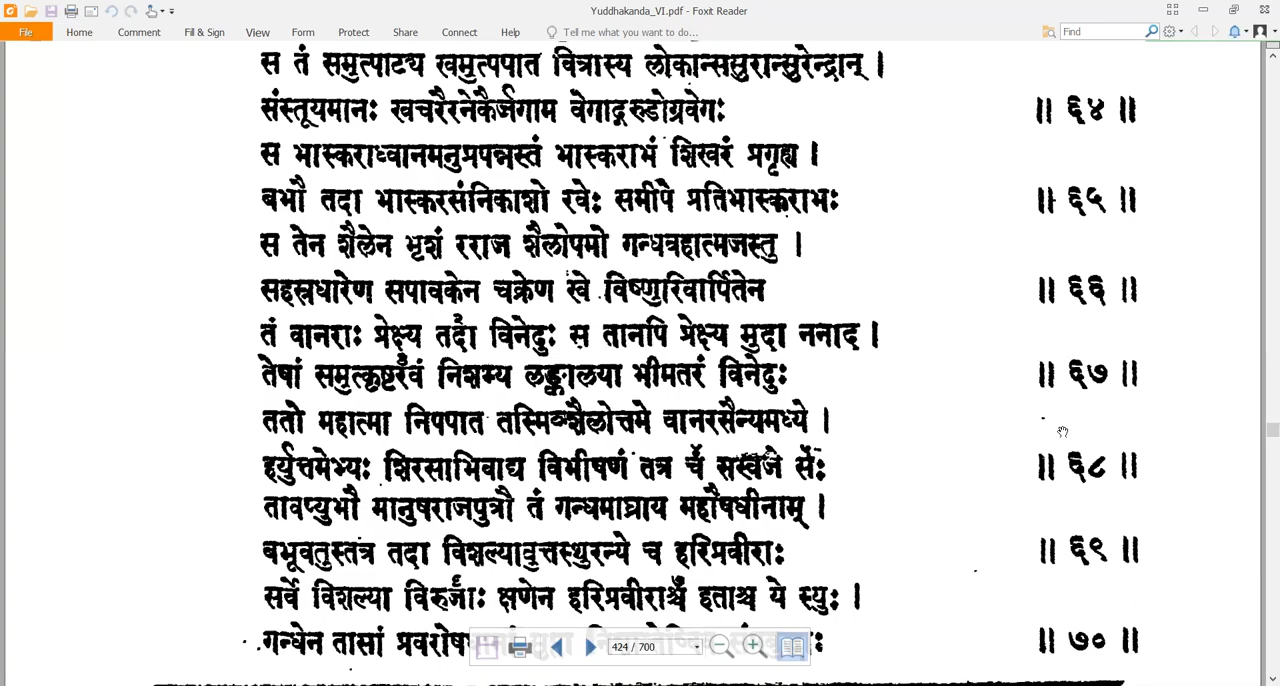 Yuddhakanda_VI.pdf - Foxit Reader
File Home Comment Fill & Sign View Form Protect Share Connect Help Tell me what you want to do... Find
स तं समुत्पाट्य खमुत्पपात वित्रास्य लोकान्ससुरान्सुरेन्द्रान् ।
संस्तूयमानः खचरैरनेकैर्जगाम वेगाद्गरुडोग्रवेगः ॥ ६४ ॥
स भास्कराध्वानमनुप्रपन्नस्तं भास्कराभं शिखरं प्रगृह्य ।
बभौ तदा भास्करसंनिकाशो रवेः समीपे प्रतिभास्कराभः ॥ ६५ ॥
स तेन शैलेन भृशं रराज शैलोपमो गन्धवहात्मजस्तु ।
सहस्रधारेण सपावकेन चक्रेण खे विष्णुरिवार्पितेन ॥ ६६ ॥
तं वानराः प्रेक्ष्य तदा विनेदुः स तानपि प्रेक्ष्य मुदा ननाद ।
तेषां समुत्कृष्टरवं निशम्य लङ्कालया भीमतरं विनेदुः ॥ ६७ ॥
ततो महात्मा निपपात तस्मिञ्शैलोत्तमे वानरसैन्यमध्ये ।
हर्युत्तमेभ्यः शिरसाभिवाद्य विभीषणं तत्र च सस्वजे सः ॥ ६८ ॥
तावप्युभौ मानुषराजपुत्रौ तं गन्धमाघ्राय महौषधीनाम् ।
बभूवतुस्तत्र तदा विशल्यावुत्तस्थुरन्ये च हरिप्रवीराः ॥ ६९ ॥
सर्वे विशल्या विरुजाः क्षणेन हरिप्रवीराश्च हताश्च ये स्युः ।
गन्धेन तासां ॥ ७० ॥
424 / 700